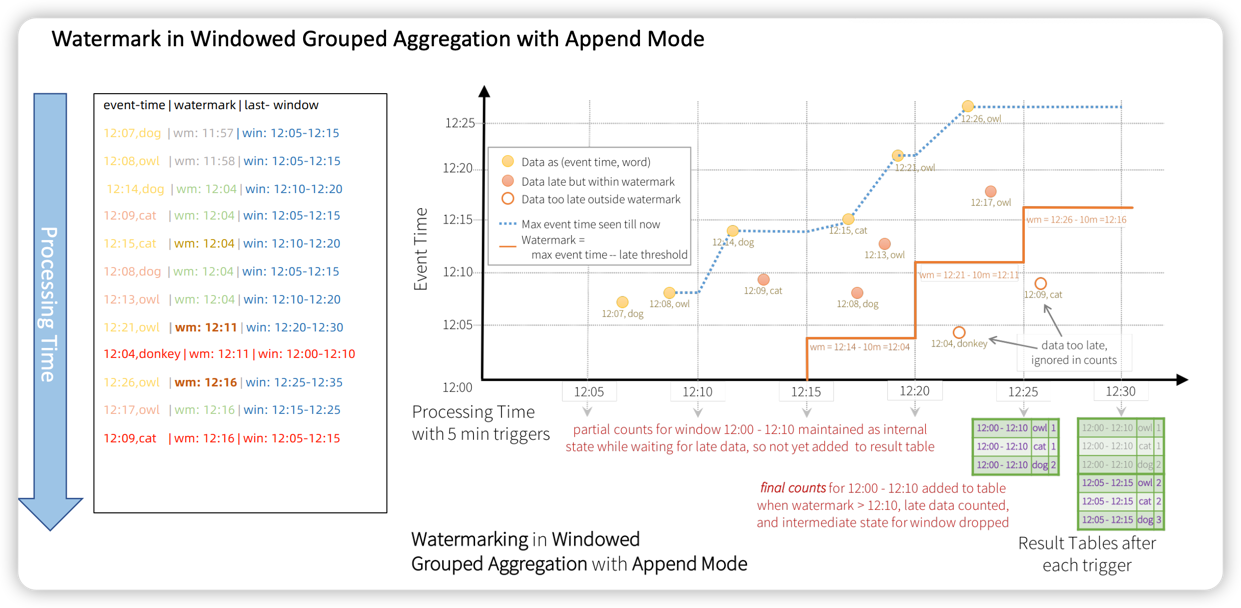 Watermark in Windowed Grouped Aggregation with Append Mode
Processing Time
event-time | watermark | last- window
12:07,dog | wm: 11:57 | win: 12:05-12:15
12:08,owl | wm: 11:58 | win: 12:05-12:15
12:14,dog | wm: 12:04 | win: 12:10-12:20
12:09,cat | wm: 12:04 | win: 12:05-12:15
12:15,cat | wm: 12:04 | win: 12:10-12:20
12:08,dog | wm: 12:04 | win: 12:05-12:15
12:13,owl | wm: 12:04 | win: 12:10-12:20
12:21,owl | wm: 12:11 | win: 12:20-12:30
12:04,donkey | wm: 12:11 | win: 12:00-12:10
12:26,owl | wm: 12:16 | win: 12:25-12:35
12:17,owl | wm: 12:16 | win: 12:15-12:25
12:09,cat | wm: 12:16 | win: 12:05-12:15
Event Time
12:25
12:20
12:15
12:10
12:05
12:00
Data as (event time, word)
Data late but within watermark
Data too late outside watermark
Max event time seen till now
Watermark =
max event time -- late threshold
12:07, dog
12:08, owl
12:14, dog
12:09, cat
12:15, cat
12:08, dog
12:13, owl
12:21, owl
12:26, owl
12:17, owl
12:04, donkey
12:09, cat
wm = 12:14 - 10m =12:04
wm = 12:21 - 10m =12:11
wm = 12:26 - 10m =12:16
data too late,
ignored in counts
12:05
12:10
12:15
12:20
12:25
12:30
Processing Time
with 5 min triggers
partial counts for window 12:00 - 12:10 maintained as internal
state while waiting for late data, so not yet added to result table
12:00 - 12:10 owl 1
12:00 - 12:10 cat 1
12:00 - 12:10 dog 2
12:00 - 12:10 owl 1
12:00 - 12:10 cat 1
12:00 - 12:10 dog 2
12:05 - 12:15 owl 2
12:05 - 12:15 cat 2
12:05 - 12:15 dog 3
final counts for 12:00 - 12:10 added to table
when watermark > 12:10, late data counted,
and intermediate state for window dropped
Watermarking in Windowed
Grouped Aggregation with Append Mode
Result Tables after
each trigger